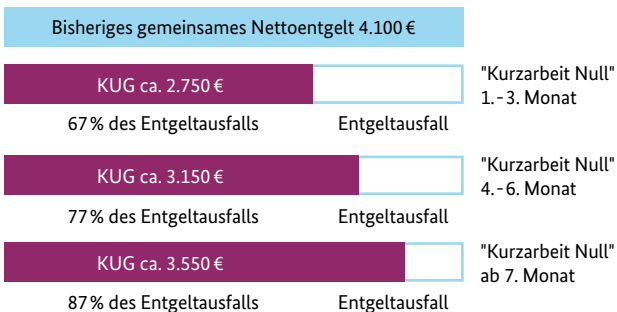 Bisheriges gemeinsames Nettoentgelt 4.100 €
KUG ca. 2.750 €
"Kurzarbeit Null"
1. - 3. Monat
67 % des Entgeltausfalls
Entgeltausfall
KUG ca. 3.150 €
"Kurzarbeit Null"
4. - 6. Monat
77 % des Entgeltausfalls
Entgeltausfall
KUG ca. 3.550 €
"Kurzarbeit Null"
ab 7. Monat
87 % des Entgeltausfalls
Entgeltausfall